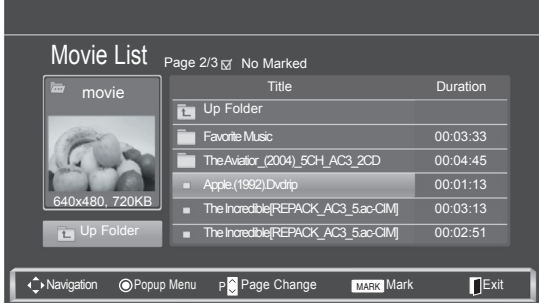 Movie List Page 2/3 No Marked
movie
640x480, 720KB
Up Folder
Title Duration
Up Folder
Favorite Music 00:03:33
The Aviatior_(2004)_5CH_AC3_2CD 00:04:45
Apple.(1992).Dvdrip 00:01:13
The Incredible[REPACK_AC3_5.ac-CIM] 00:03:13
The Incredible[REPACK_AC3_5.ac-CIM] 00:02:51
Navigation Popup Menu P Page Change MARK Mark Exit